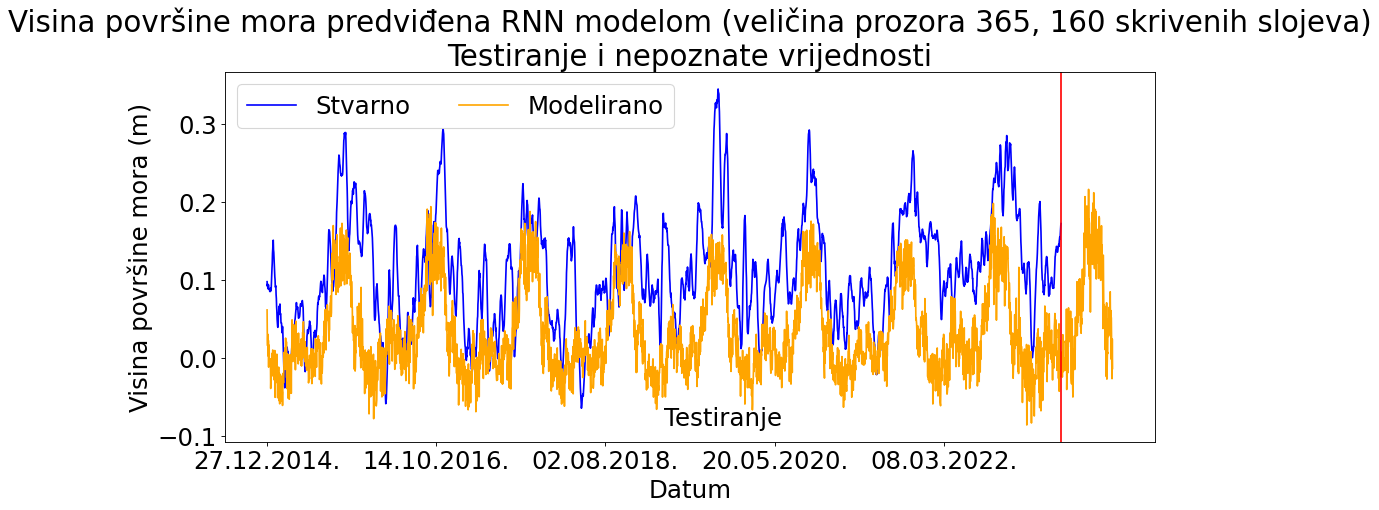 Visina površine mora predviđena RNN modelom (veličina prozora 365, 160 skrivenih slojeva)
Testiranje i nepoznate vrijednosti
Stvarno Modelirano
Visina površine mora (m)
0.3
0.2
0.1
0.0
−0.1
Testiranje
27.12.2014. 14.10.2016. 02.08.2018. 20.05.2020. 08.03.2022.
Datum